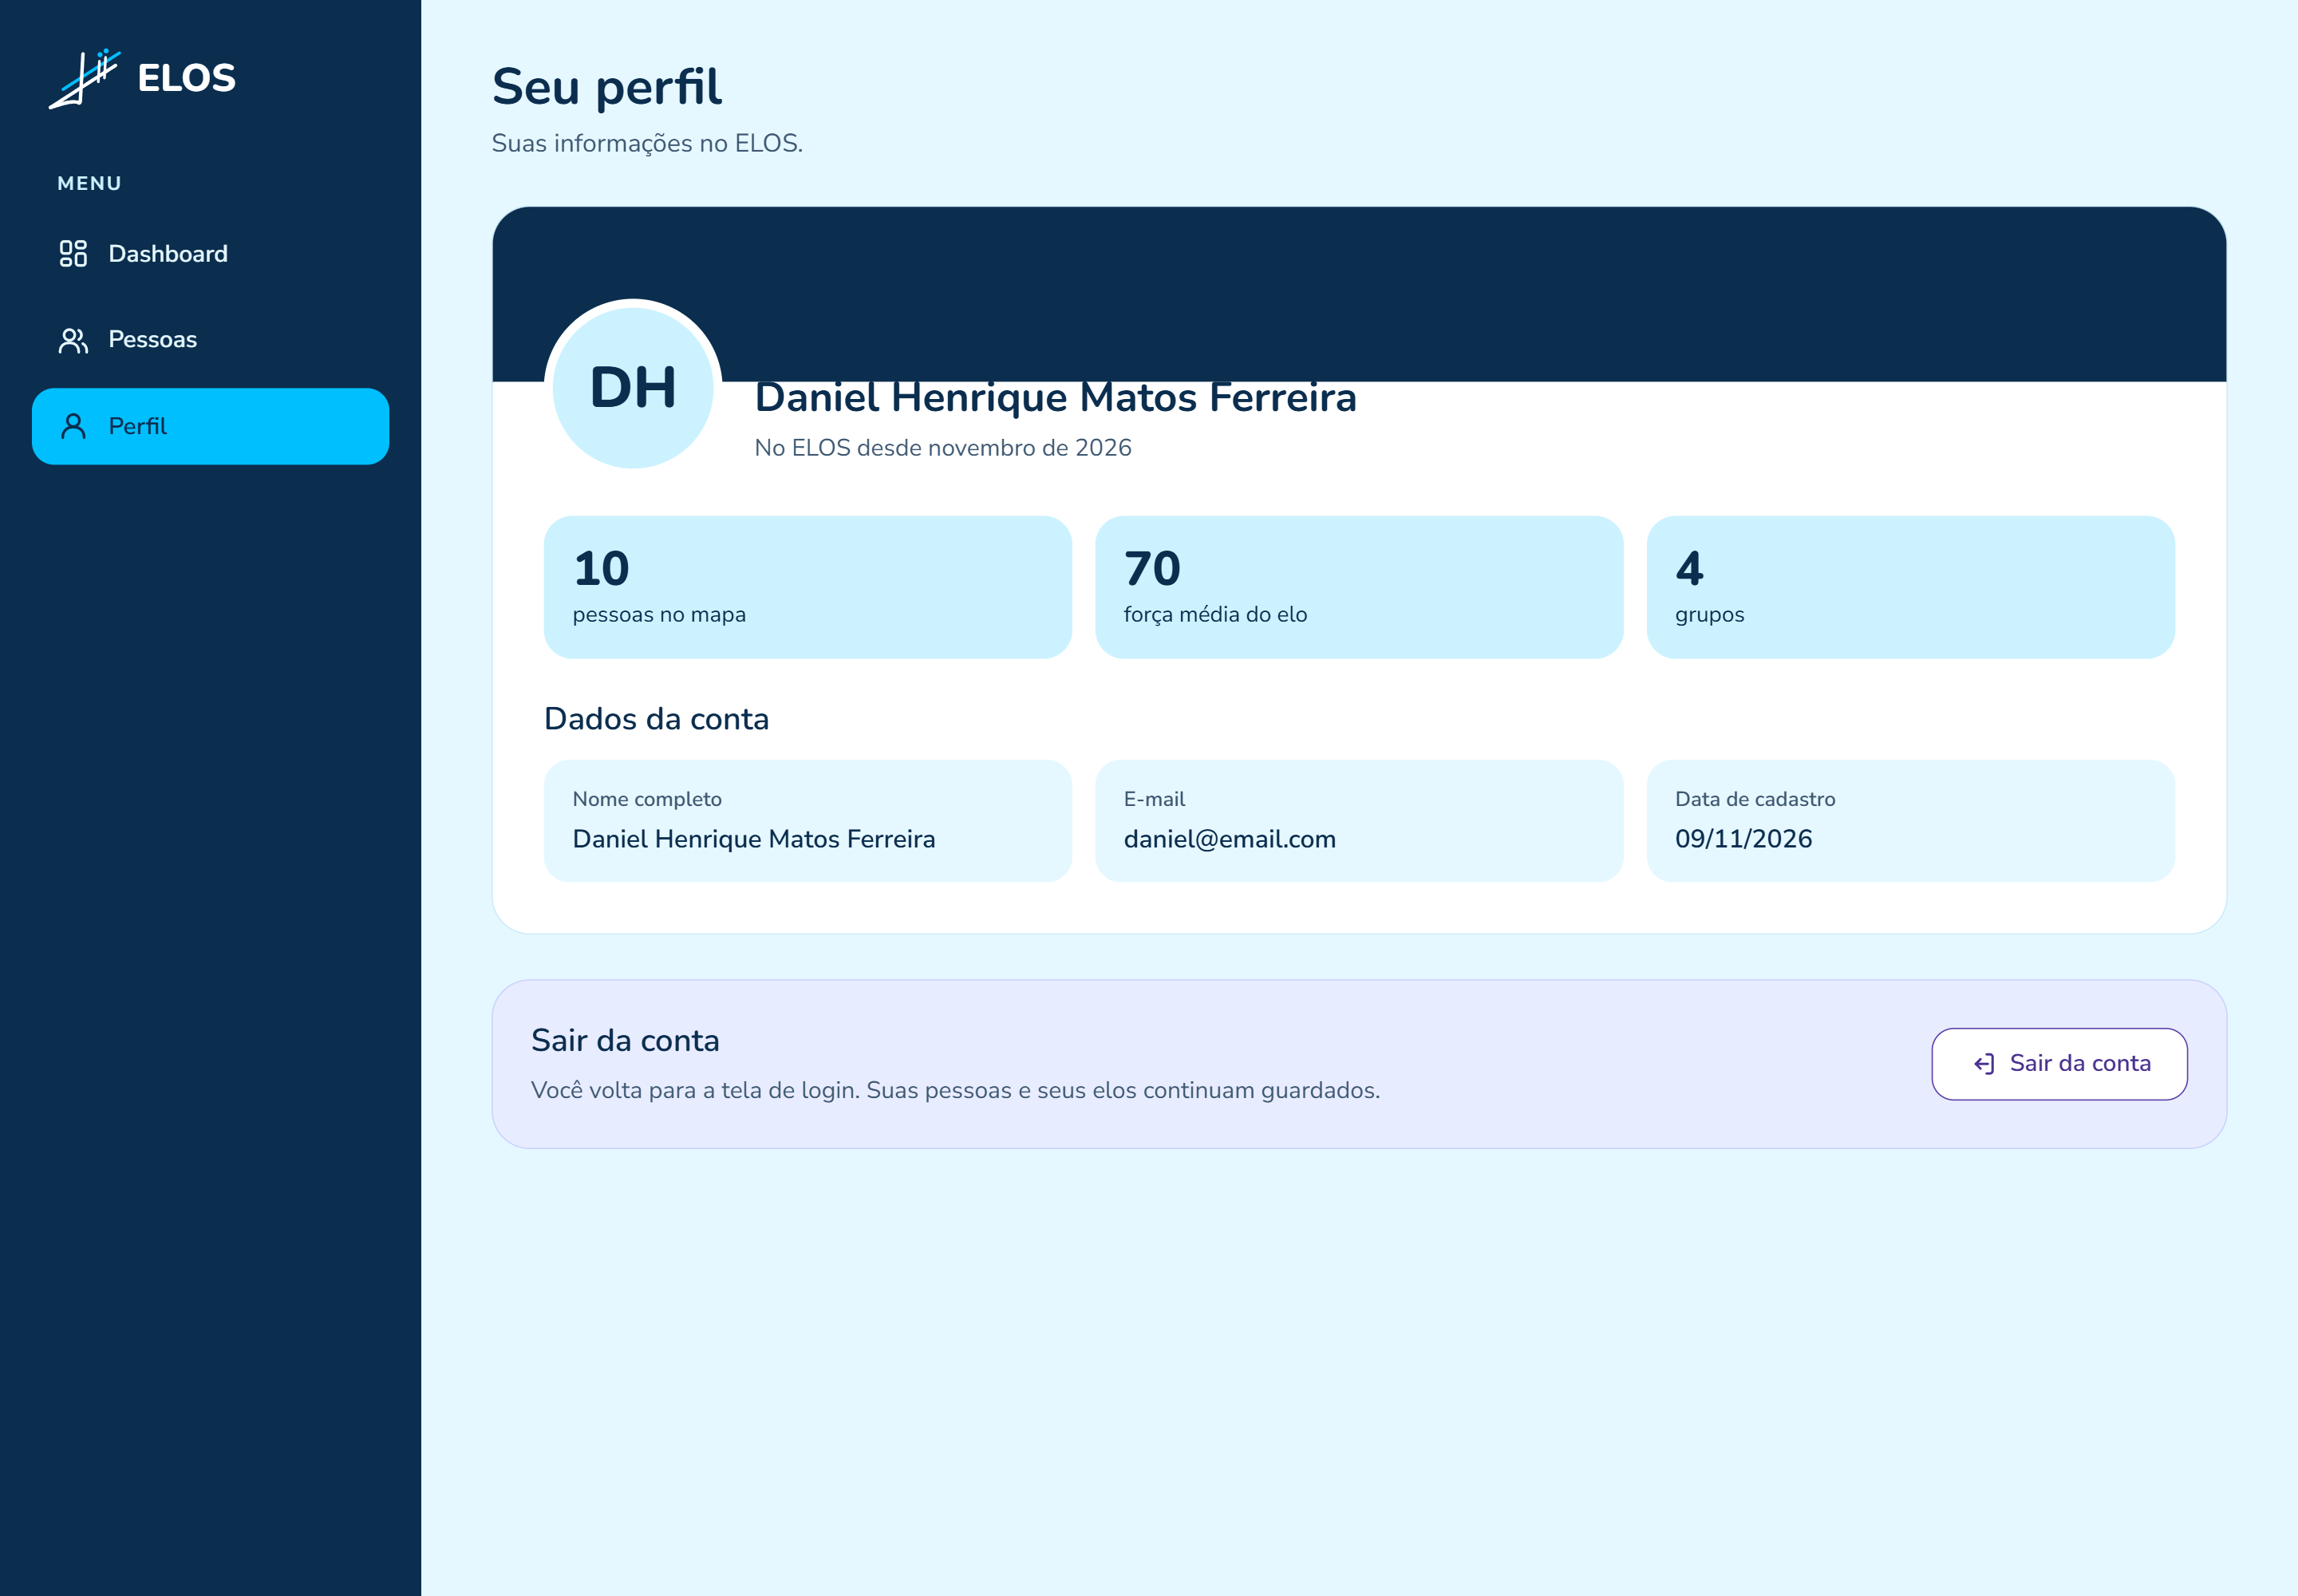 ELOS
MENU
Dashboard
Pessoas
Perfil
Seu perfil
Suas informações no ELOS.
DH
Daniel Henrique Matos Ferreira
No ELOS desde novembro de 2026
10
pessoas no mapa
70
força média do elo
4
grupos
Dados da conta
Nome completo
Daniel Henrique Matos Ferreira
E-mail
daniel@email.com
Data de cadastro
09/11/2026
Sair da conta
Você volta para a tela de login. Suas pessoas e seus elos continuam guardados.
Sair da conta